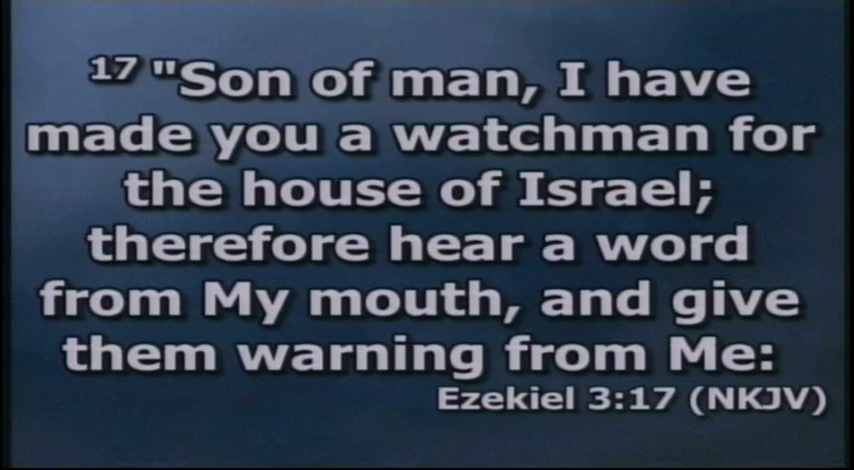 17 "Son of man, I have
made you a watchman for
the house of Israel;
therefore hear a word
from My mouth, and give
them warning from Me:
Ezekiel 3:17 (NKJV)